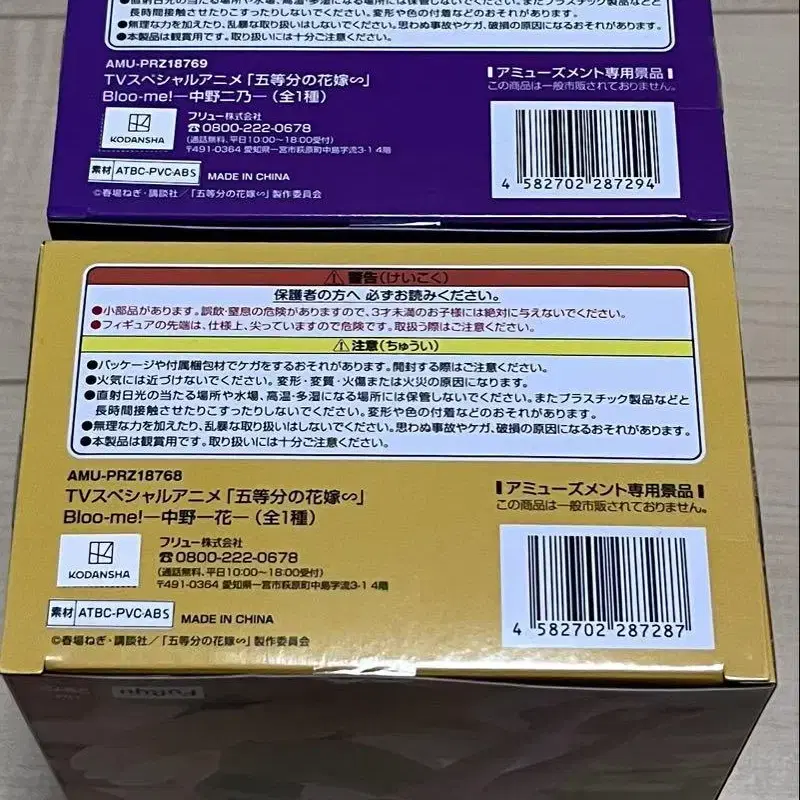 ●直射日光の当たる場所や水場、高温・多湿になる場所には保管しないでください。またプラスチック製品などと
長時間接触させたりこすったりしないでください。変形や色の付着などのおそれがあります。
●無理な力を加えたり、乱暴な取り扱いはしないでください。思わぬ事故やケガ、破損の原因になるおそれがあります。
●本製品は観賞用です。取り扱いには十分ご注意ください。
AMU-PRZ18769
TVスペシャルアニメ「五等分の花嫁∽」
Bloo-me!ー中野二乃ー(全1種)
アミューズメント専用景品
この商品は一般市販されておりません。
KODANSHA
フリュー株式会社
☎0800-222-0678
(通話無料、平日10:00~18:00受付)
〒491-0364 愛知県一宮市萩原町中島字流3-1 4階
素材 ATBC-PVC・ABS
MADE IN CHINA
©春場ねぎ・講談社/「五等分の花嫁∽」製作委員会
4 582702 287294
⚠警告(けいこく)
保護者の方へ 必ずお読みください。
●小部品があります。誤飲・窒息の危険がありますので、3才未満のお子様には絶対に与えないでください。
●フィギュアの先端は、仕様上、尖っていますので危険です。取扱う際はご注意ください。
⚠注意(ちゅうい)
●パッケージや付属梱包材でケガをするおそれがあります。開封する際はご注意ください。
●火気には近づけないでください。変形・変質・火傷または火災の原因になります。
●直射日光の当たる場所や水場、高温・多湿になる場所には保管しないでください。またプラスチック製品などと
長時間接触させたりこすったりしないでください。変形や色の付着などのおそれがあります。
●無理な力を加えたり、乱暴な取り扱いはしないでください。思わぬ事故やケガ、破損の原因になるおそれがあります。
●本製品は観賞用です。取り扱いには十分ご注意ください。
AMU-PRZ18768
TVスペシャルアニメ「五等分の花嫁∽」
Bloo-me!ー中野一花ー(全1種)
アミューズメント専用景品
この商品は一般市販されておりません。
KODANSHA
フリュー株式会社
☎0800-222-0678
(通話無料、平日10:00~18:00受付)
〒491-0364 愛知県一宮市萩原町中島字流3-1 4階
素材 ATBC-PVC・ABS
MADE IN CHINA
©春場ねぎ・講談社/「五等分の花嫁∽」製作委員会
4 582702 287287
FuRyu